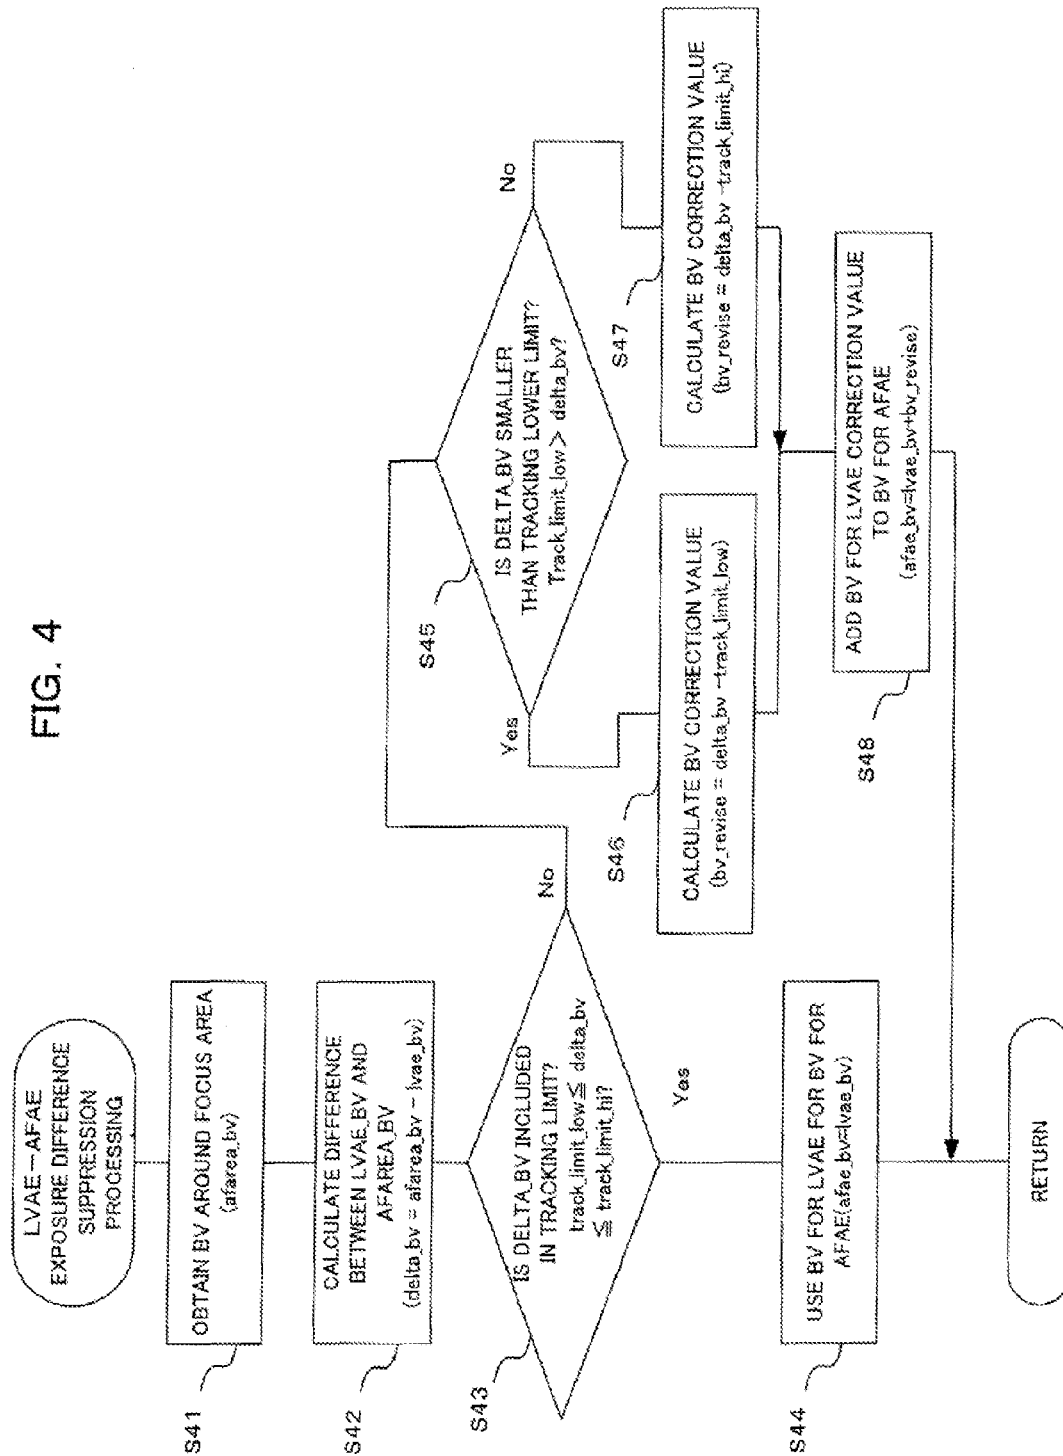 FIG. 4
LVAE-AFAE
EXPOSURE DIFFERENCE
SUPPRESSION
PROCESSING
S41
OBTAIN BV AROUND FOCUS AREA
(afarea_bv)
S42
CALCULATE DIFFERENCE
BETWEEN LVAE_BV AND
AFAREA_BV
(delta_bv = afarea_bv - lvae_bv)
S43
IS DELTA_BV INCLUDED
IN TRACKING LIMIT?
track_limit_low≦ delta_bv
≦ track_limit_hi?
No
Yes
S44
USE BV FOR LVAE FOR BV FOR
AFAE(afae_bv=lvae_bv)
S45
IS DELTA_BV SMALLER
THAN TRACKING LOWER LIMIT?
Track_limit_low > delta_bv?
Yes
No
S46
CALCULATE BV CORRECTION VALUE
(bv_revise = delta_bv -track_limit_low)
S47
CALCULATE BV CORRECTION VALUE
(bv_revise = delta_bv -track_limit_hi)
S48
ADD BV FOR LVAE CORRECTION VALUE
TO BV FOR AFAE
(afae_bv=lvae_bv+bv_revise)
RETURN